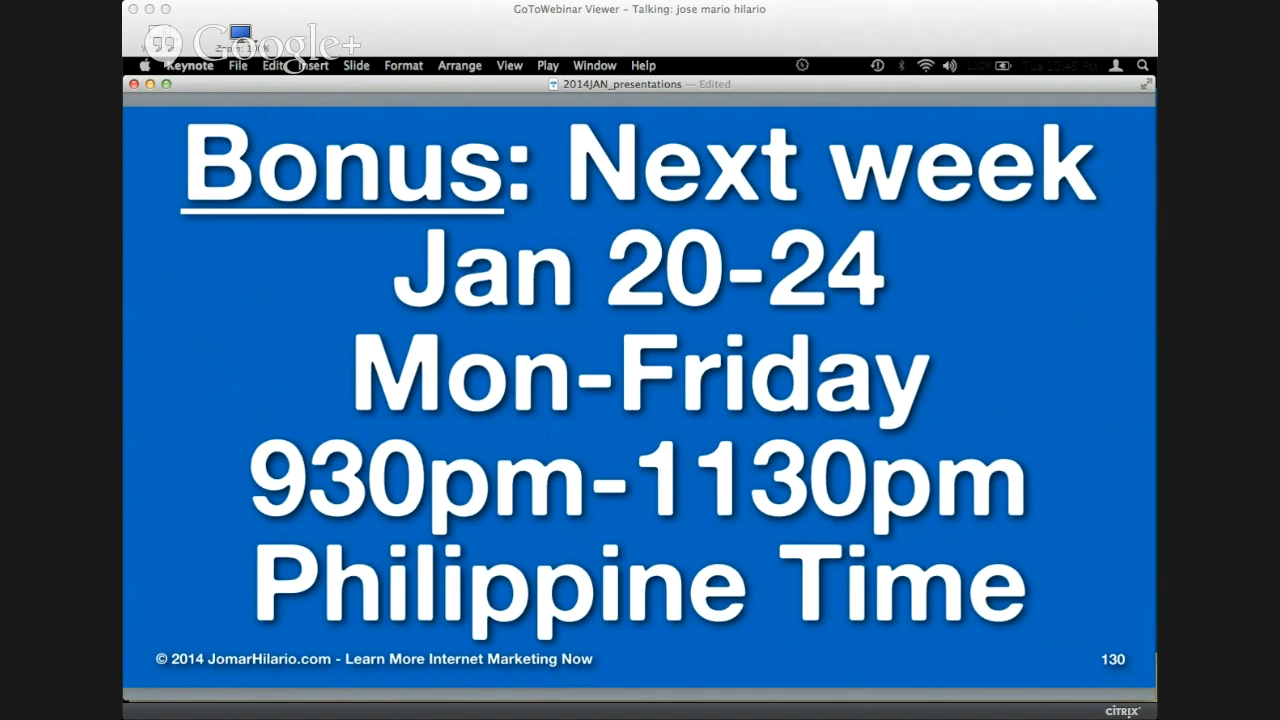 GoToWebinar Viewer – Talking: jose mario hilario
Google+
Zoom: 100%
Keynote File Edit Insert Slide Format Arrange View Play Window Help
2014JAN_presentations — Edited
Bonus: Next week
Jan 20-24
Mon-Friday
930pm-1130pm
Philippine Time
© 2014 JomarHilario.com - Learn More Internet Marketing Now
130
CITRIX